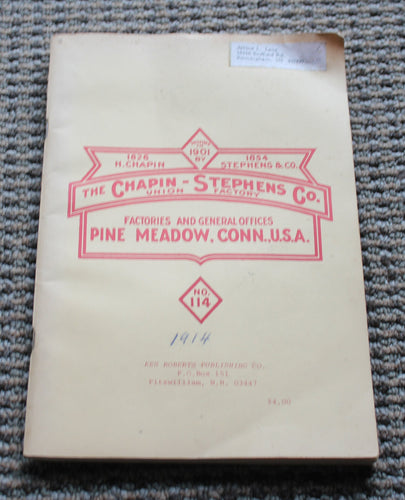 UNITED
IN
1901
BY
1826
H. CHAPIN
1854
STEPHENS & CO.
THE CHAPIN-STEPHENS CO.
UNION FACTORY
FACTORIES AND GENERAL OFFICES
PINE MEADOW, CONN., U.S.A.
NO.
114
1914
KEN ROBERTS PUBLISHING CO.
P.O. Box 151
Fitzwilliam, N.H. 03447
$4.00